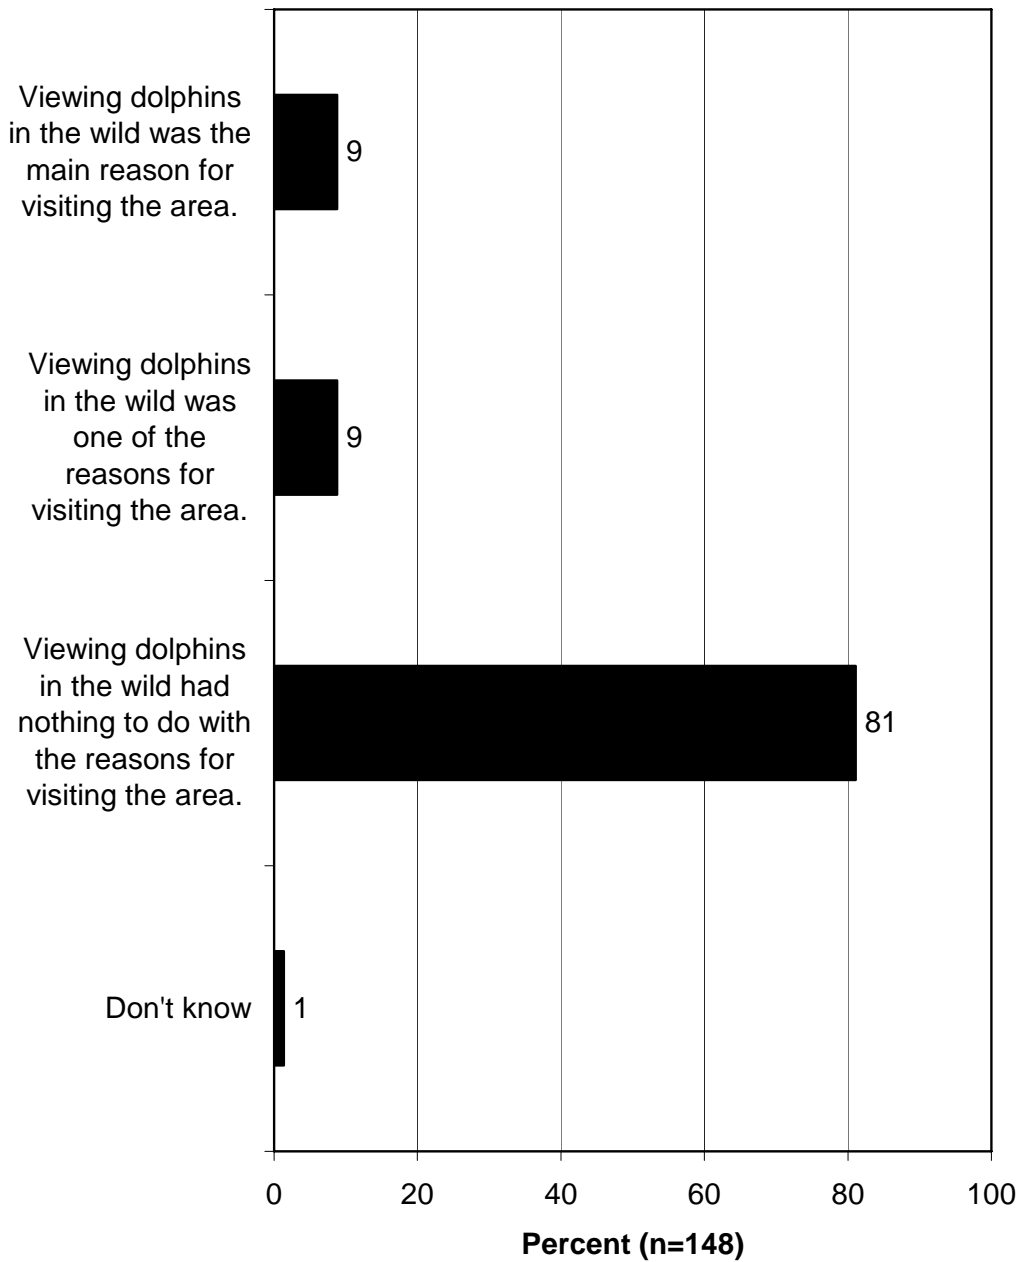 Viewing dolphins
in the wild was the
main reason for
visiting the area.
9
Viewing dolphins
in the wild was
one of the
reasons for
visiting the area.
9
Viewing dolphins
in the wild had
nothing to do with
the reasons for
visiting the area.
81
Don't know
1
0 20 40 60 80 100
Percent (n=148)